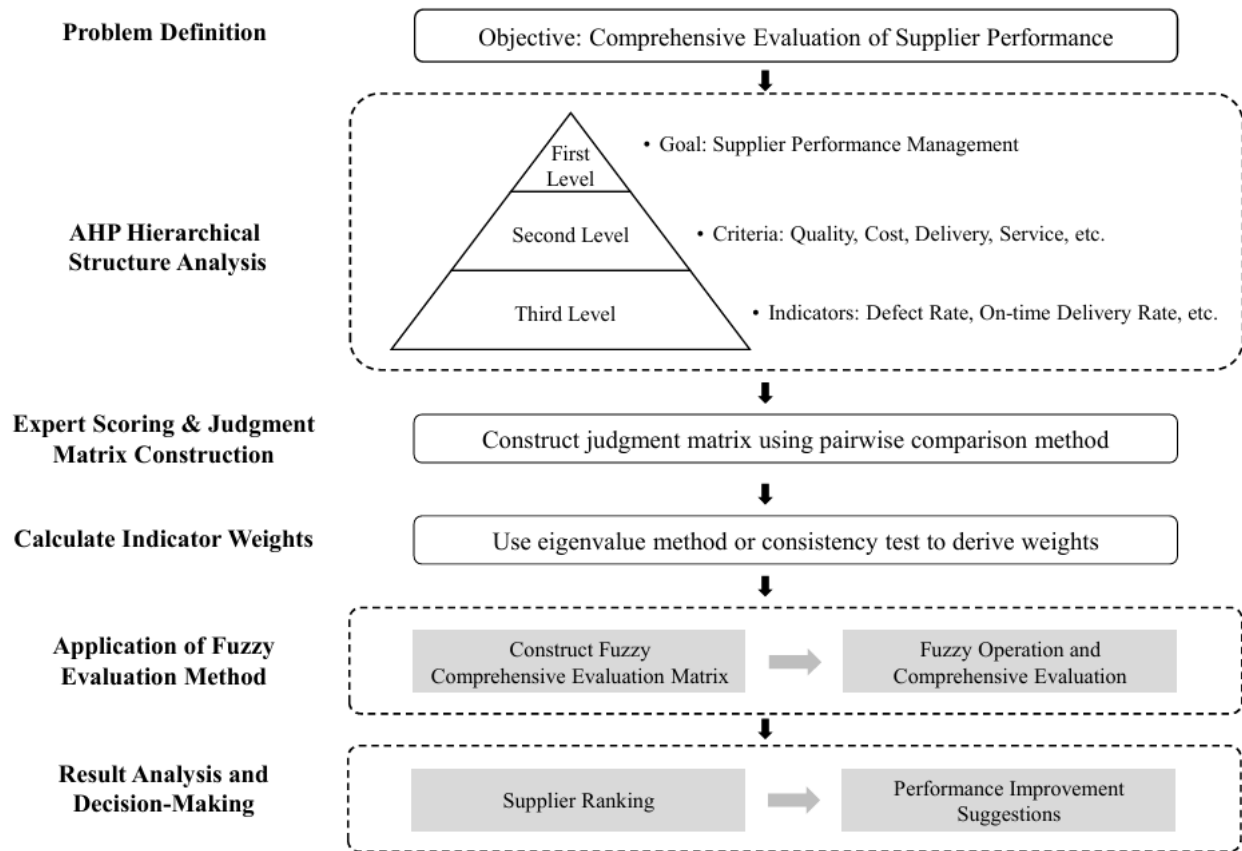 Problem Definition
Objective: Comprehensive Evaluation of Supplier Performance
First
Level
• Goal: Supplier Performance Management
AHP Hierarchical
Structure Analysis
Second Level
• Criteria: Quality, Cost, Delivery, Service, etc.
Third Level
• Indicators: Defect Rate, On-time Delivery Rate, etc.
Expert Scoring & Judgment
Matrix Construction
Construct judgment matrix using pairwise comparison method
Calculate Indicator Weights
Use eigenvalue method or consistency test to derive weights
Application of Fuzzy
Evaluation Method
Construct Fuzzy
Comprehensive Evaluation Matrix
Fuzzy Operation and
Comprehensive Evaluation
Result Analysis and
Decision-Making
Supplier Ranking
Performance Improvement
Suggestions